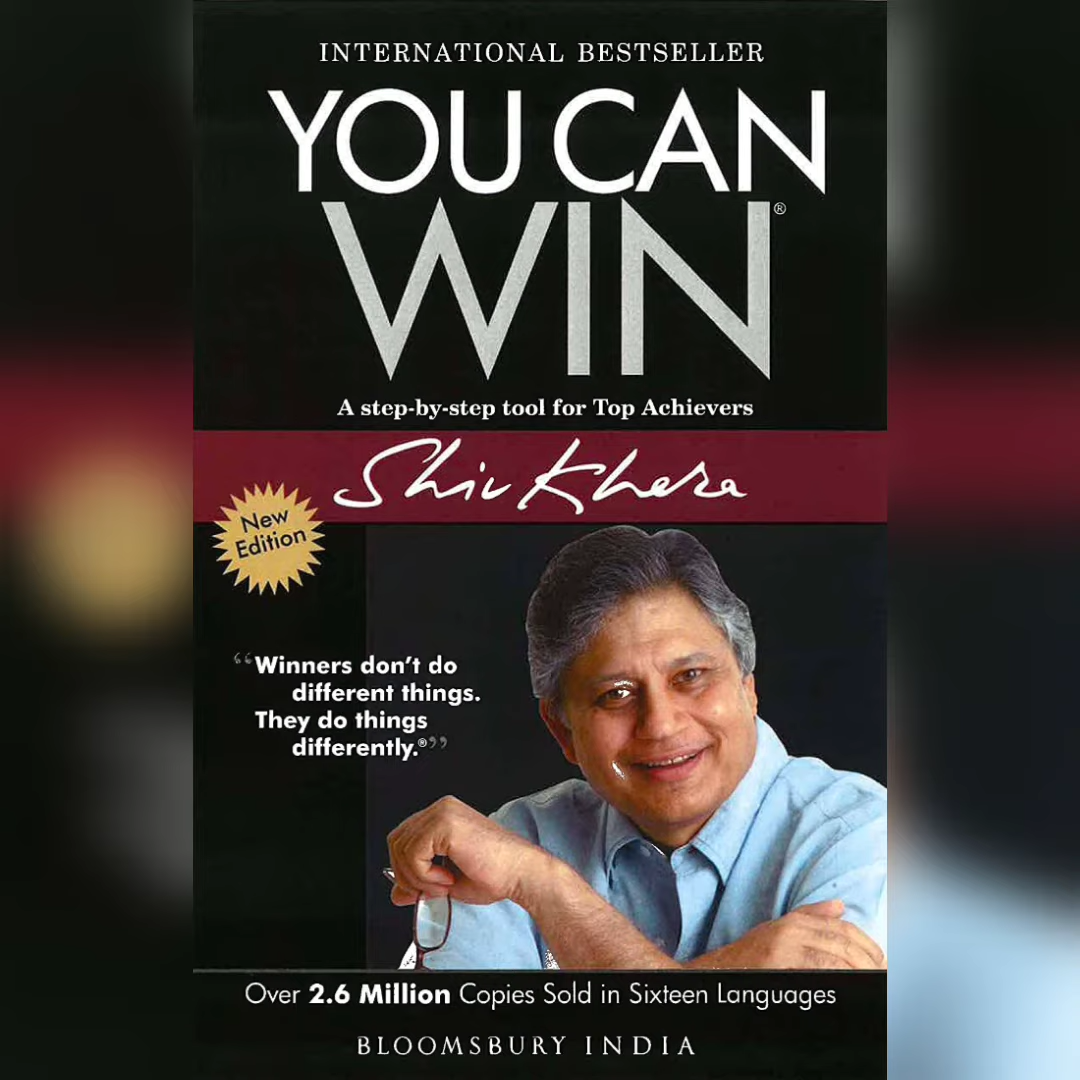 INTERNATIONAL BESTSELLER
YOU CAN
WIN®
A step-by-step tool for Top Achievers
Shiv Khera
New
Edition
“Winners don’t do
different things.
They do things
differently.®”
Over 2.6 Million Copies Sold in Sixteen Languages
BLOOMSBURY INDIA